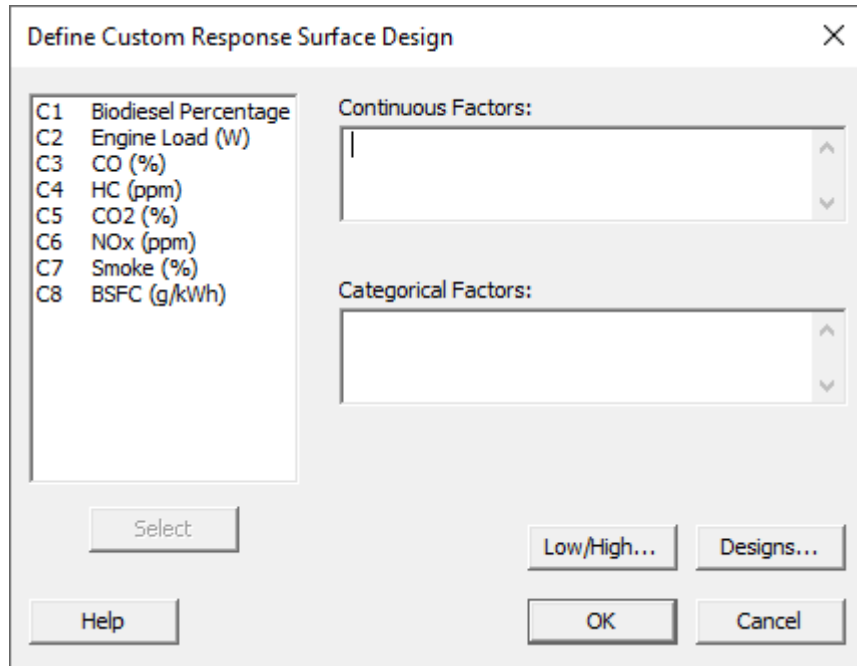 Define Custom Response Surface Design
C1 Biodiesel Percentage
C2 Engine Load (W)
C3 CO (%)
C4 HC (ppm)
C5 CO2 (%)
C6 NOx (ppm)
C7 Smoke (%)
C8 BSFC (g/kWh)
Continuous Factors:
Categorical Factors:
Select
Low/High...
Designs...
Help
OK
Cancel